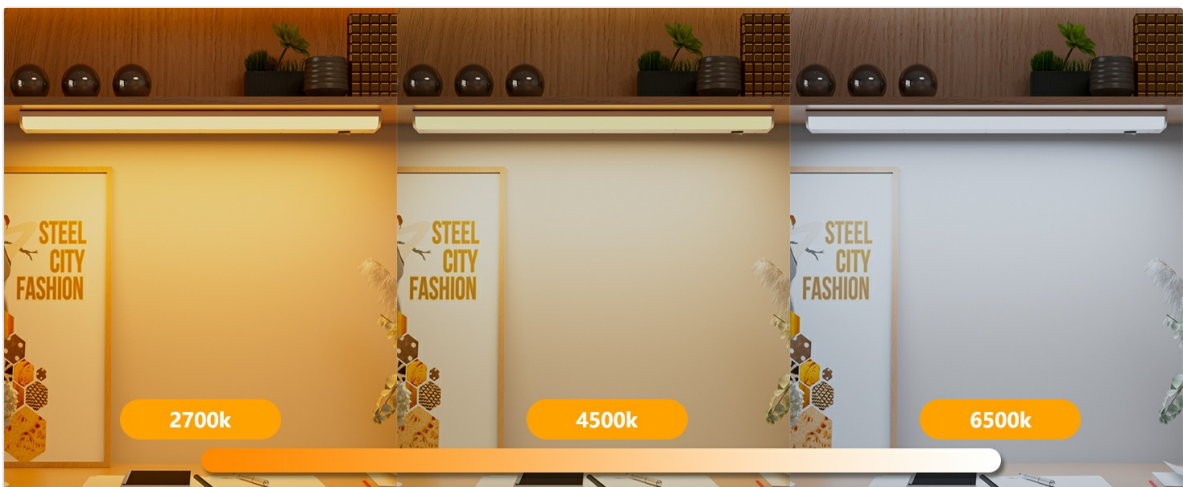 STEEL
CITY
FASHION
STEEL
CITY
FASHION
STEEL
CITY
FASHION
2700k
4500k
6500k